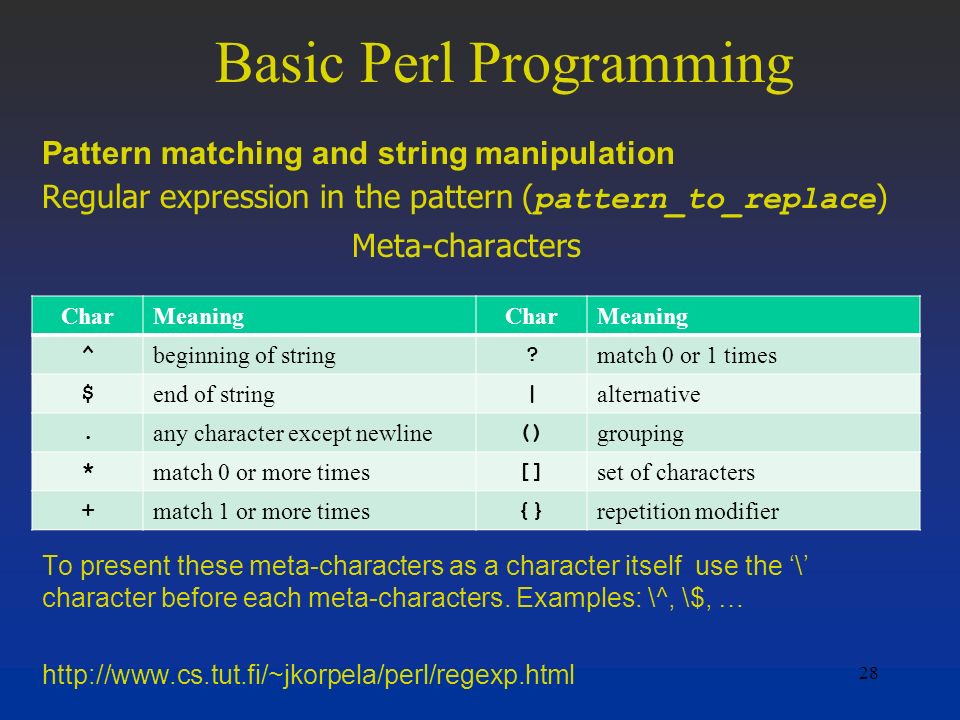 Basic Perl Programming
Pattern matching and string manipulation
Regular expression in the pattern (pattern_to_replace)
Meta-characters
Char Meaning Char Meaning
^ beginning of string ? match 0 or 1 times
$ end of string | alternative
. any character except newline () grouping
* match 0 or more times [] set of characters
+ match 1 or more times {} repetition modifier
To present these meta-characters as a character itself use the ‘\’
character before each meta-characters. Examples: \^, \$, …
http://www.cs.tut.fi/~jkorpela/perl/regexp.html
28